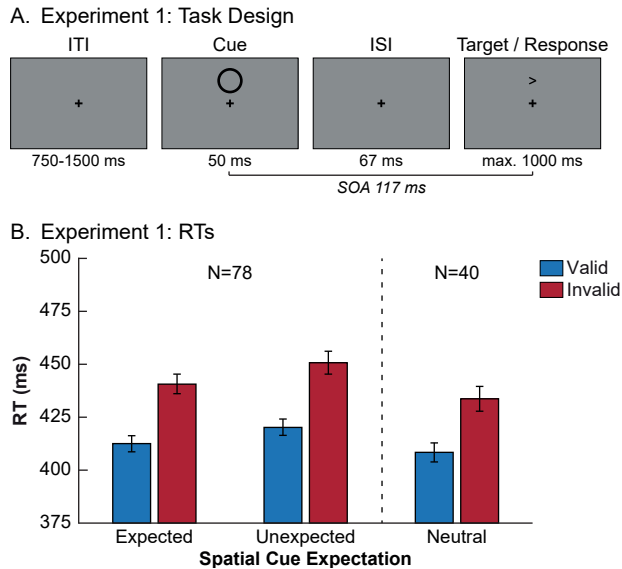 A. Experiment 1: Task Design
ITI Cue ISI Target / Response
+ + + >
+
750-1500 ms 50 ms 67 ms max. 1000 ms
SOA 117 ms
B. Experiment 1: RTs
500
475
450
425
400
375
RT (ms)
N=78 N=40
Valid
Invalid
Expected Unexpected Neutral
Spatial Cue Expectation